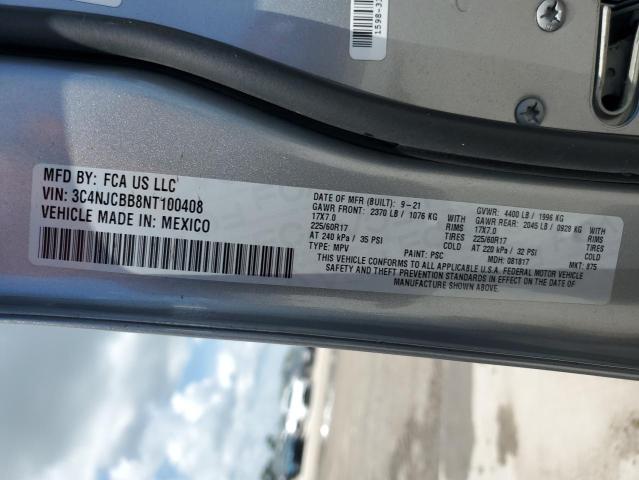 1598-3
MFD BY: FCA US LLC
VIN: 3C4NJCBB8NT100408
VEHICLE MADE IN: MEXICO
DATE OF MFR (BUILT): 9-21 GVWR: 4400 LB / 1996 KG
GAWR FRONT: 2370 LB / 1076 KG GAWR REAR: 2045 LB / 0928 KG
17X7.0 RIMS 17X7.0 RIMS
225/60R17 TIRES 225/60R17 TIRES
AT 240 kPa / 35 PSI COLD AT 220 kPa / 32 PSI COLD
TYPE: MPV PAINT: PSC MDH: 081817 MKT: 875
THIS VEHICLE CONFORMS TO ALL APPLICABLE U.S.A. FEDERAL MOTOR VEHICLE
SAFETY AND THEFT PREVENTION STANDARDS IN EFFECT ON THE DATE OF
MANUFACTURE SHOWN ABOVE.